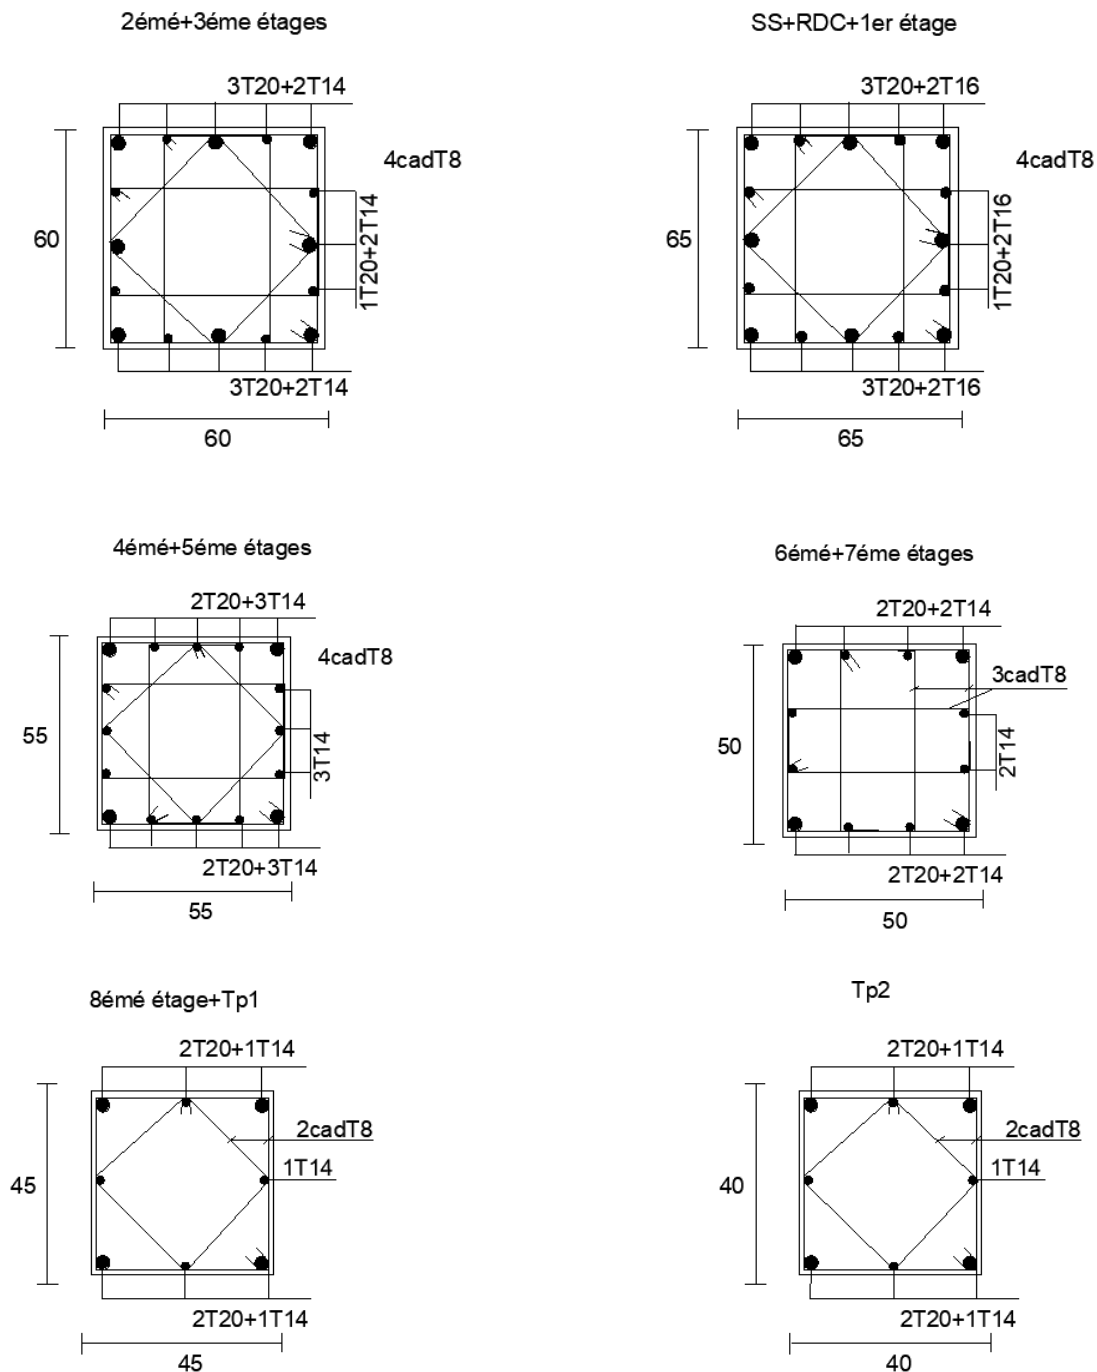 2émé+3éme étages
3T20+2T14
4cadT8
60
1T20+2T14
3T20+2T14
60
SS+RDC+1er étage
3T20+2T16
4cadT8
65
1T20+2T16
3T20+2T16
65
4émé+5éme étages
2T20+3T14
4cadT8
55
3T14
2T20+3T14
55
6émé+7éme étages
2T20+2T14
3cadT8
50
2T14
2T20+2T14
50
8émé étage+Tp1
2T20+1T14
2cadT8
1T14
45
2T20+1T14
45
Tp2
2T20+1T14
2cadT8
1T14
40
2T20+1T14
40